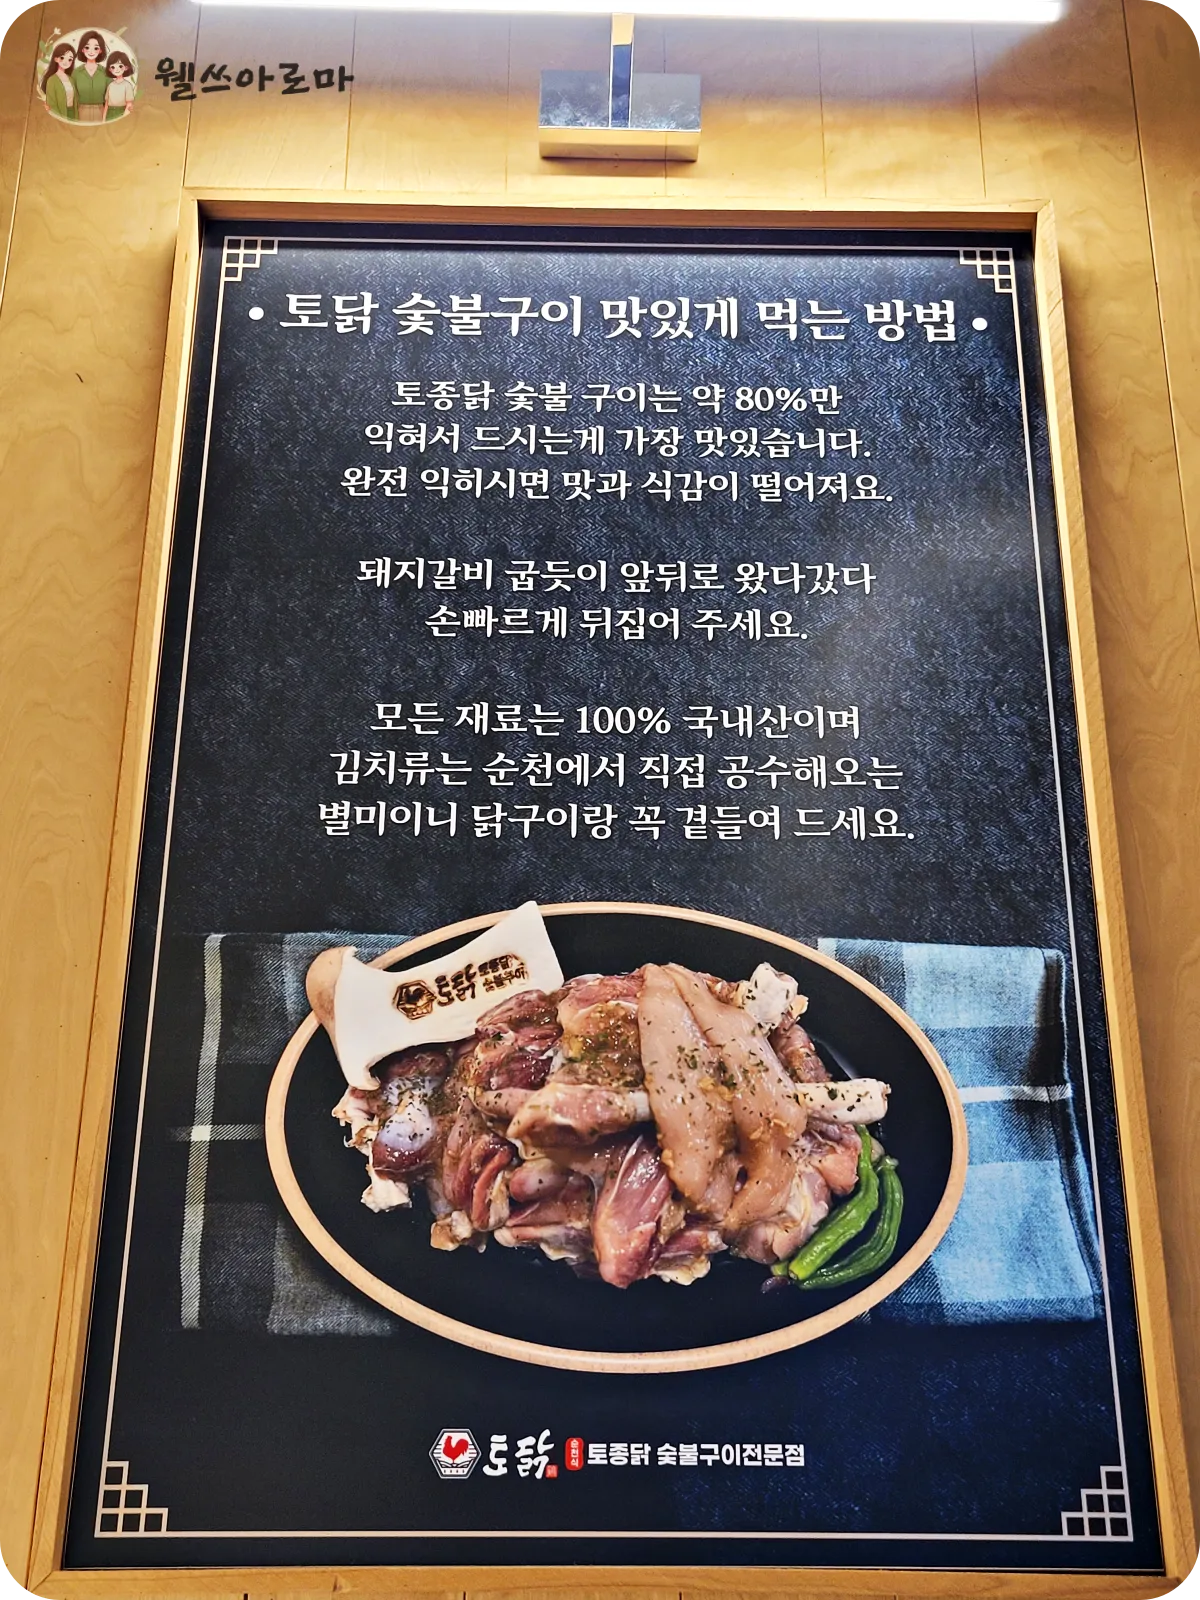 웰쓰아로마
• 토닭 숯불구이 맛있게 먹는 방법 •
토종닭 숯불 구이는 약 80%만
익혀서 드시는게 가장 맛있습니다.
완전 익히시면 맛과 식감이 떨어져요.
돼지갈비 굽듯이 앞뒤로 왔다갔다
손빠르게 뒤집어 주세요.
모든 재료는 100% 국내산이며
김치류는 순천에서 직접 공수해오는
별미이니 닭구이랑 꼭 곁들여 드세요.
토닭 순천식 토종닭 숯불구이전문점